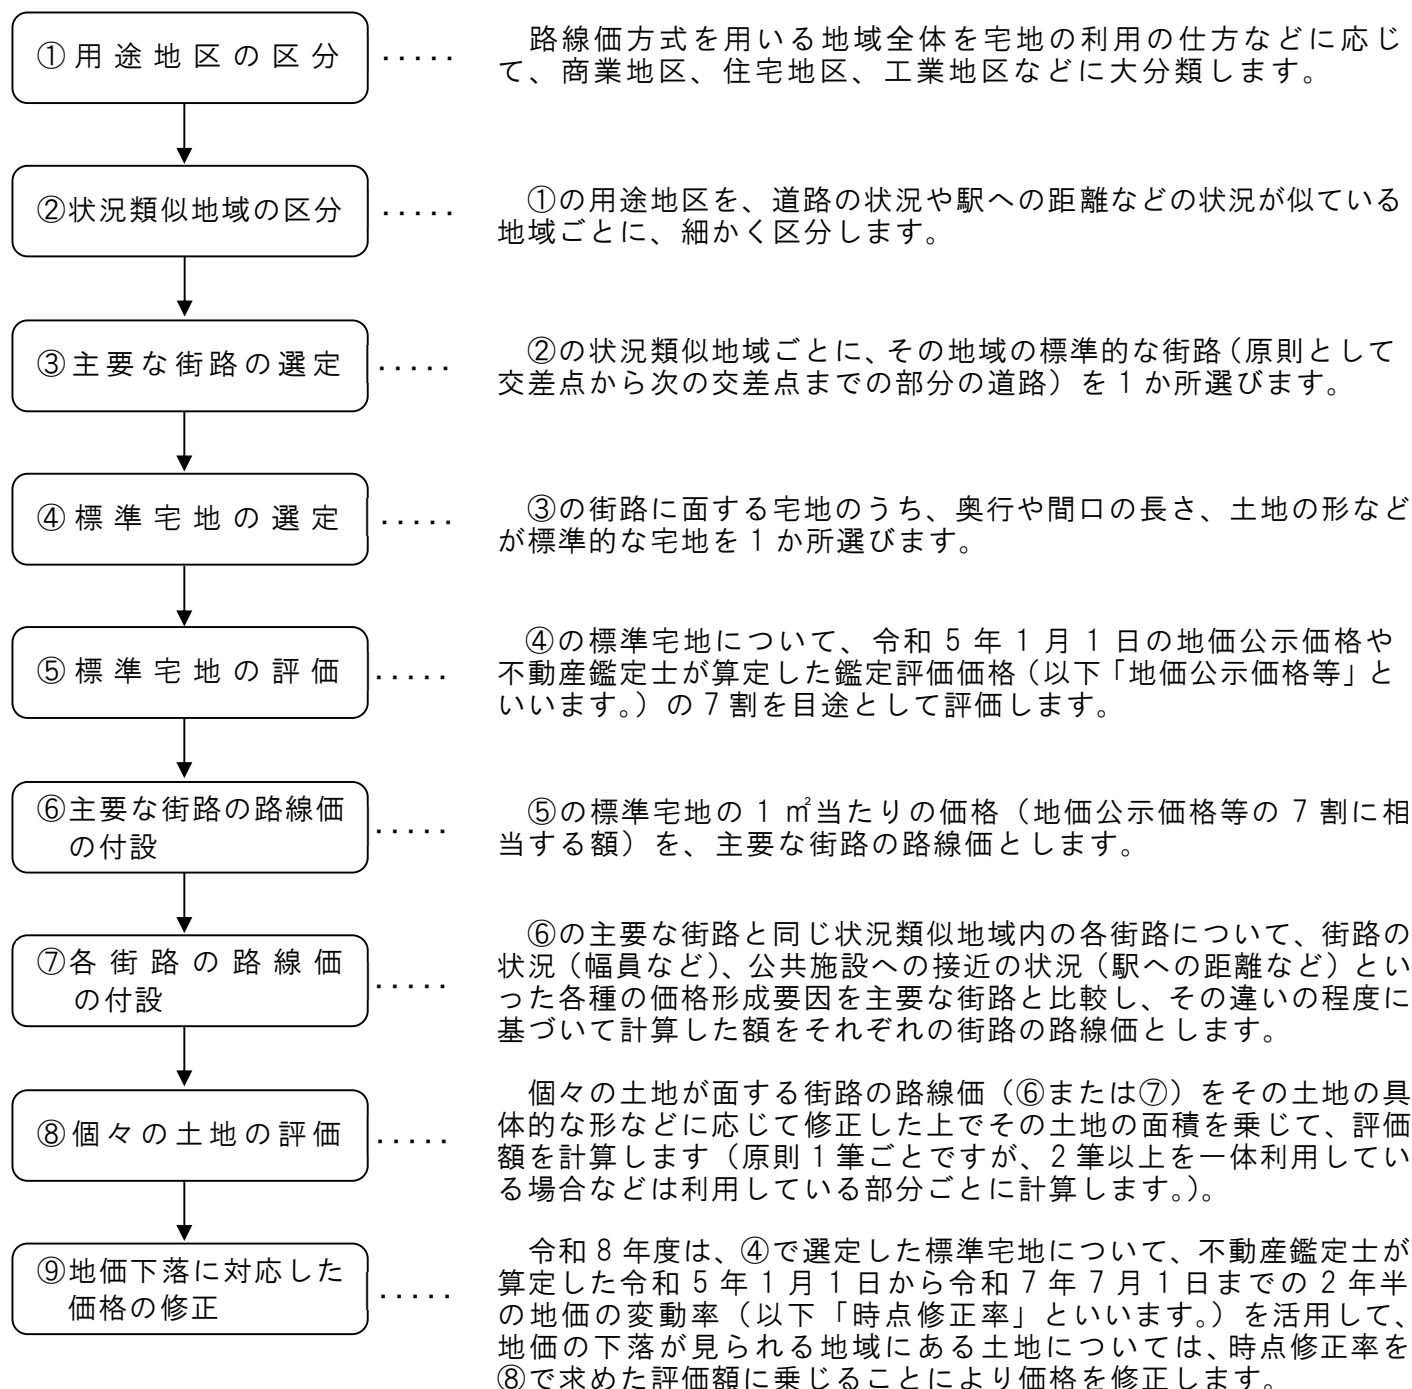 ①用途地区の区分
‥‥‥
路線価方式を用いる地域全体を宅地の利用の仕方などに応じ
て、商業地区、住宅地区、工業地区などに大分類します。
②状況類似地域の区分
‥‥‥
①の用途地区を、道路の状況や駅への距離などの状況が似ている
地域ごとに、細かく区分します。
③主要な街路の選定
‥‥‥
②の状況類似地域ごとに、その地域の標準的な街路（原則として
交差点から次の交差点までの部分の道路）を1か所選びます。
④標準宅地の選定
‥‥‥
③の街路に面する宅地のうち、奥行や間口の長さ、土地の形など
が標準的な宅地を1か所選びます。
⑤標準宅地の評価
‥‥‥
④の標準宅地について、令和5年1月1日の地価公示価格や
不動産鑑定士が算定した鑑定評価価格（以下「地価公示価格等」と
いいます。）の7割を目途として評価します。
⑥主要な街路の路線価
の付設
‥‥‥
⑤の標準宅地の1㎡当たりの価格（地価公示価格等の7割に相
当する額）を、主要な街路の路線価とします。
⑦各街路の路線価
の付設
‥‥‥
⑥の主要な街路と同じ状況類似地域内の各街路について、街路の
状況（幅員など）、公共施設への接近の状況（駅への距離など）とい
った各種の価格形成要因を主要な街路と比較し、その違いの程度に
基づいて計算した額をそれぞれの街路の路線価とします。
⑧個々の土地の評価
‥‥‥
個々の土地が面する街路の路線価（⑥または⑦）をその土地の具
体的な形などに応じて修正した上でその土地の面積を乗じて、評価
額を計算します（原則1筆ごとですが、2筆以上を一体利用してい
る場合などは利用している部分ごとに計算します。）。
⑨地価下落に対応した
価格の修正
‥‥‥
令和8年度は、④で選定した標準宅地について、不動産鑑定士が
算定した令和5年1月1日から令和7年7月1日までの2年半
の地価の変動率（以下「時点修正率」といいます。）を活用して、
地価の下落が見られる地域にある土地については、時点修正率を
⑧で求めた評価額に乗じることにより価格を修正します。